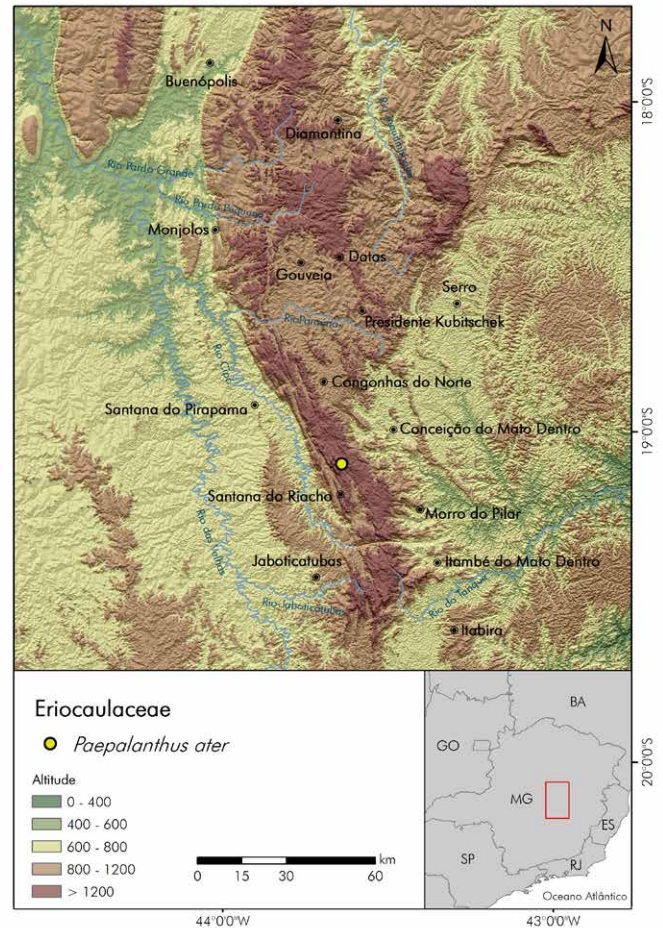 N
18°0'0"S
Buenópolis
Diamantina
Rio Pardo Grande
Rio Pardo Pequeno
Monjolos
Datas
Gouveia
Serro
Rio Paraúna
Presidente Kubitschek
Rio Cipó
Congonhas do Norte
Santana do Pirapama
Conceição do Mato Dentro
19°0'0"S
Santana do Riacho
Morro do Pilar
Rio das Velhas
Jaboticatubas
Itambé do Mato Dentro
Rio Jaboticatubas
Rio do Tanque
Itabira
Eriocaulaceae
Paepalanthus ater
Altitude
0 - 400
400 - 600
600 - 800
800 - 1200
> 1200
km
0 15 30 60
BA
GO
MG
ES
SP
RJ
Oceano Atlântico
20°0'0"S
44°0'0"W
43°0'0"W